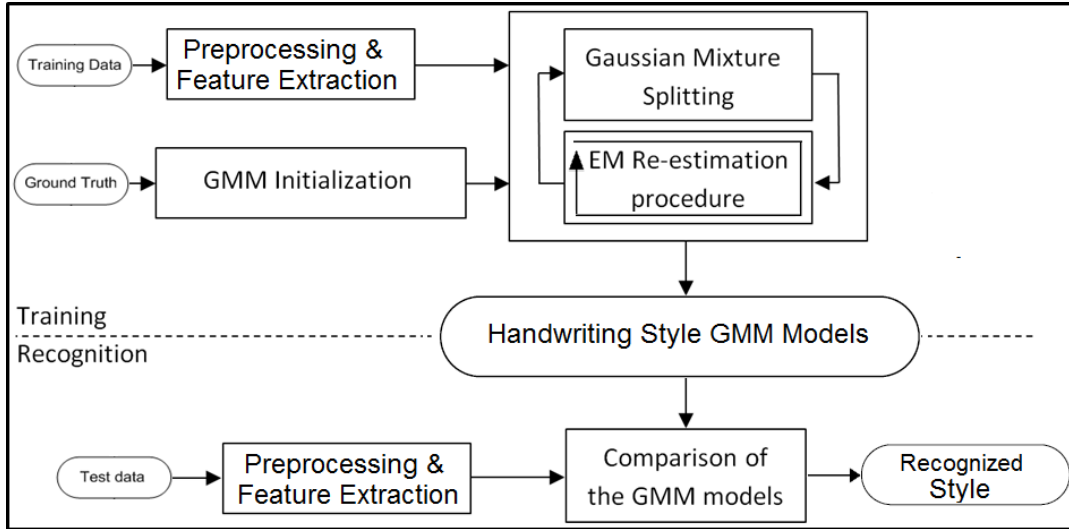 Training Data
Preprocessing &
Feature Extraction
Gaussian Mixture
Splitting
Ground Truth
GMM Initialization
EM Re-estimation
procedure
Training
Handwriting Style GMM Models
Recognition
Test data
Preprocessing &
Feature Extraction
Comparison of
the GMM models
Recognized
Style